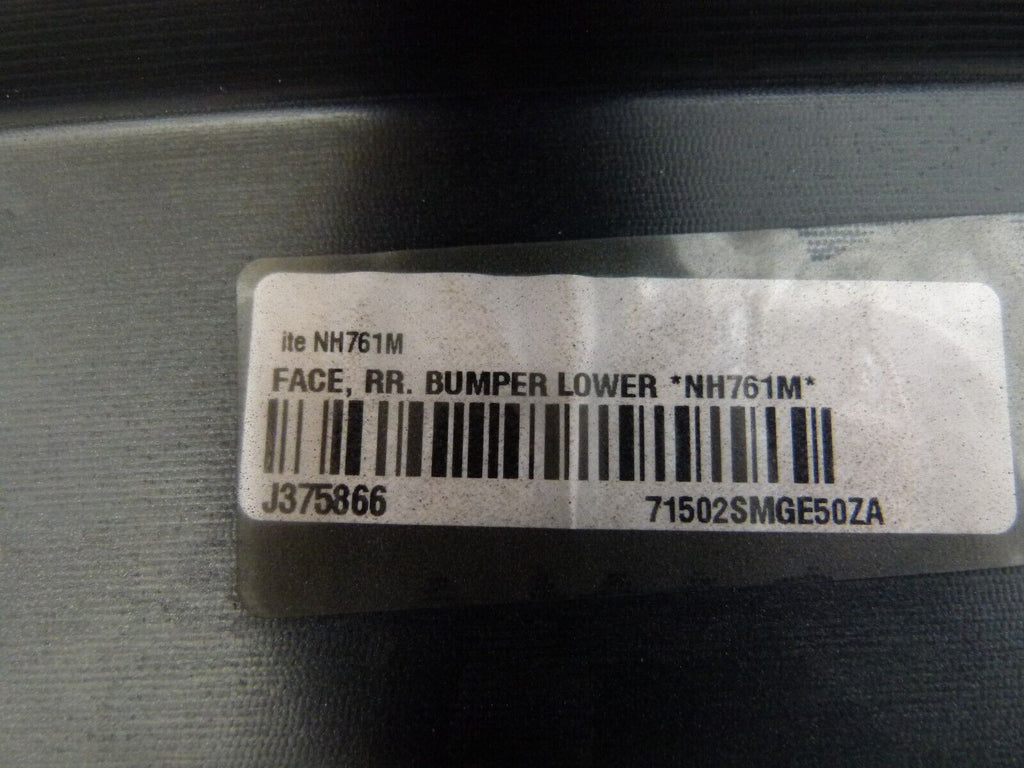 ite NH761M
FACE, RR. BUMPER LOWER *NH761M*
J375866 71502SMGE50ZA